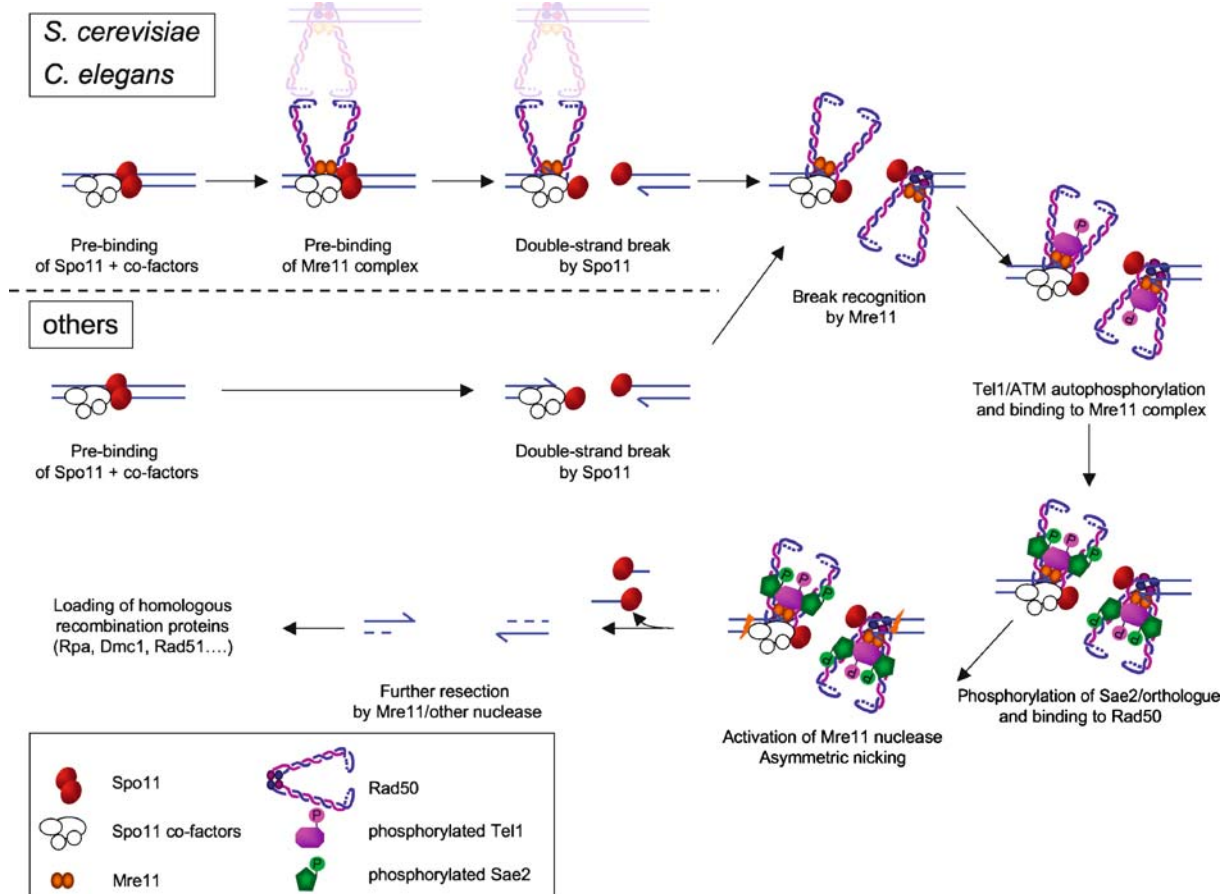 S. cerevisiae
C. elegans
Pre-binding
of Spo11 + co-factors
Pre-binding
of Mre11 complex
Double-strand break
by Spo11
Break recognition
by Mre11
P
P
Tel1/ATM autophosphorylation
and binding to Mre11 complex
others
Pre-binding
of Spo11 + co-factors
Double-strand break
by Spo11
P
P
P
P
P
P
Phosphorylation of Sae2/orthologue
and binding to Rad50
P
P
P
P
P
P
Activation of Mre11 nuclease
Asymmetric nicking
Further resection
by Mre11/other nuclease
Loading of homologous
recombination proteins
(Rpa, Dmc1, Rad51....)
Spo11
Rad50
Spo11 co-factors
P
phosphorylated Tel1
Mre11
P
phosphorylated Sae2